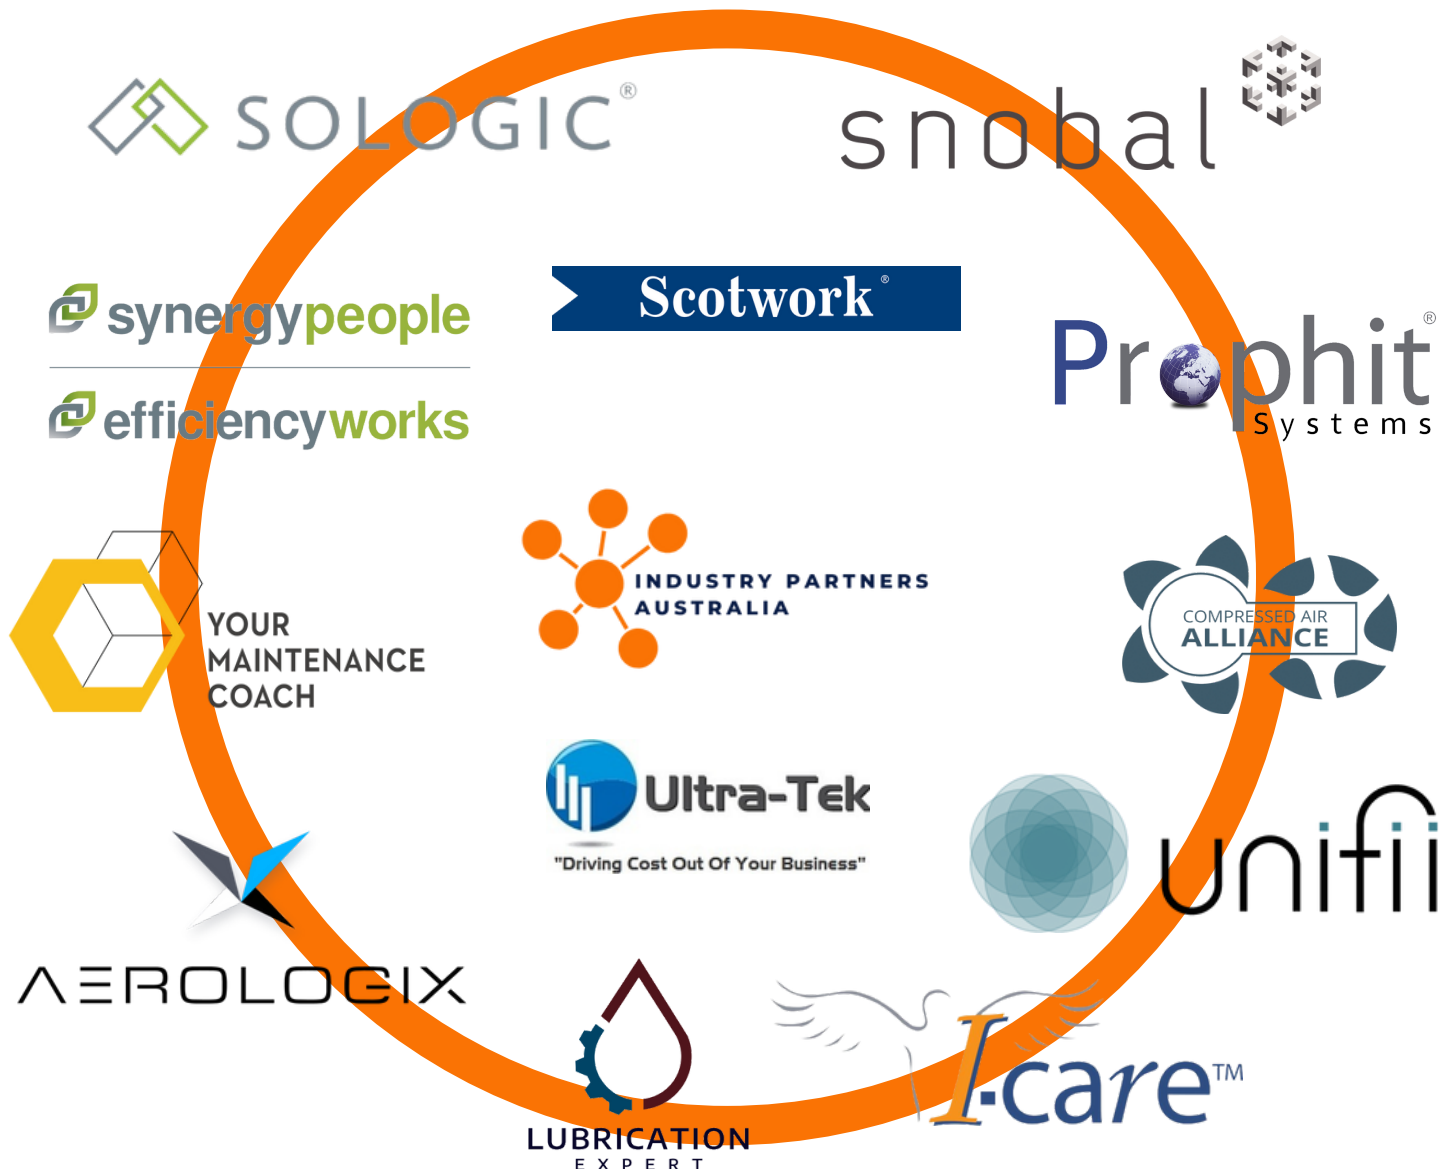 SOLOGIC®
snobal
synergypeople
efficiencyworks
Scotwork®
Prophit®
Systems
INDUSTRY PARTNERS
AUSTRALIA
YOUR
MAINTENANCE
COACH
COMPRESSED AIR
ALLIANCE
Ultra-Tek
"Driving Cost Out Of Your Business"
unifii
AEROLOGIX
I-care™
LUBRICATION
EXPERT